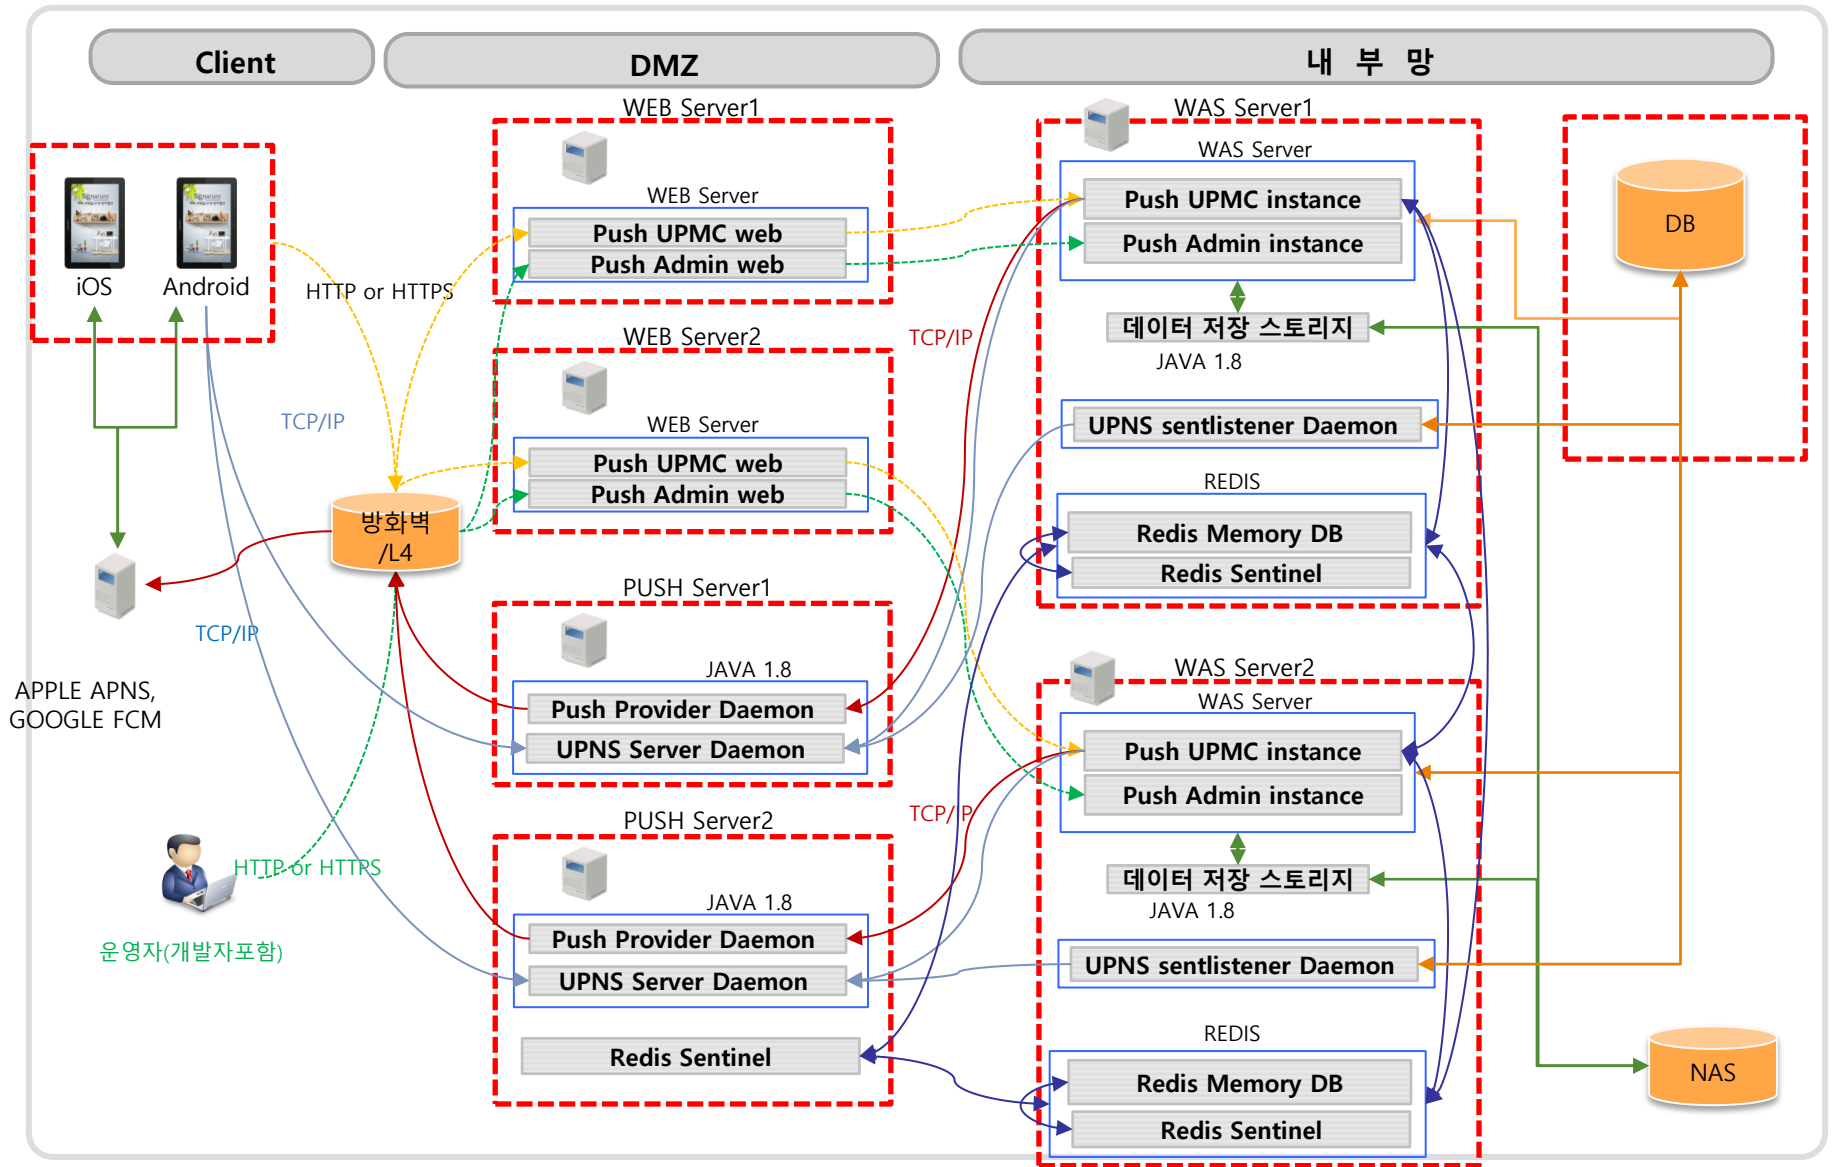 Client
DMZ
내 부 망
iOS
Android
HTTP or HTTPS
TCP/IP
방화벽
/L4
TCP/IP
APPLE APNS,
GOOGLE FCM
HTTP or HTTPS
운영자(개발자포함)
WEB Server1
WEB Server
Push UPMC web
Push Admin web
WEB Server2
WEB Server
Push UPMC web
Push Admin web
PUSH Server1
JAVA 1.8
Push Provider Daemon
UPNS Server Daemon
PUSH Server2
JAVA 1.8
Push Provider Daemon
UPNS Server Daemon
Redis Sentinel
TCP/IP
TCP/IP
WAS Server1
WAS Server
Push UPMC instance
Push Admin instance
데이터 저장 스토리지
JAVA 1.8
UPNS sentlistener Daemon
REDIS
Redis Memory DB
Redis Sentinel
WAS Server2
WAS Server
Push UPMC instance
Push Admin instance
데이터 저장 스토리지
JAVA 1.8
UPNS sentlistener Daemon
REDIS
Redis Memory DB
Redis Sentinel
DB
NAS